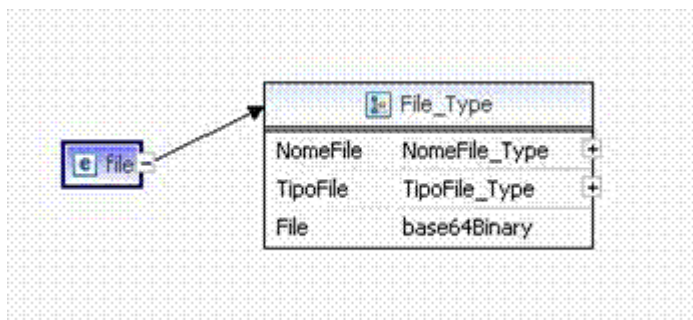 File_Type
e file
NomeFile NomeFile_Type
TipoFile TipoFile_Type
File base64Binary